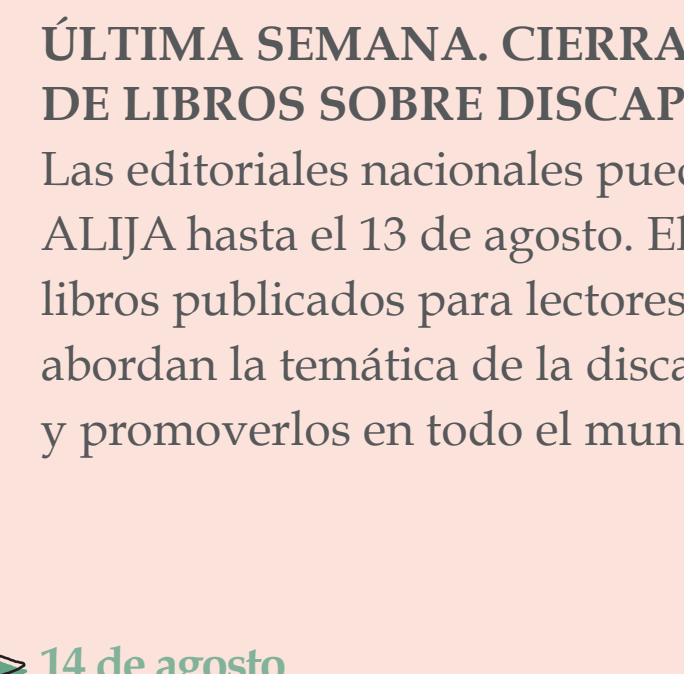 ÚLTIMA SEMANA. CIERRA
DE LIBROS SOBRE DISCAP
Las editoriales nacionales pue
ALIJA hasta el 13 de agosto. El
libros publicados para lectores
abordan la temática de la disca
y promoverlos en todo el mun
14 de agosto